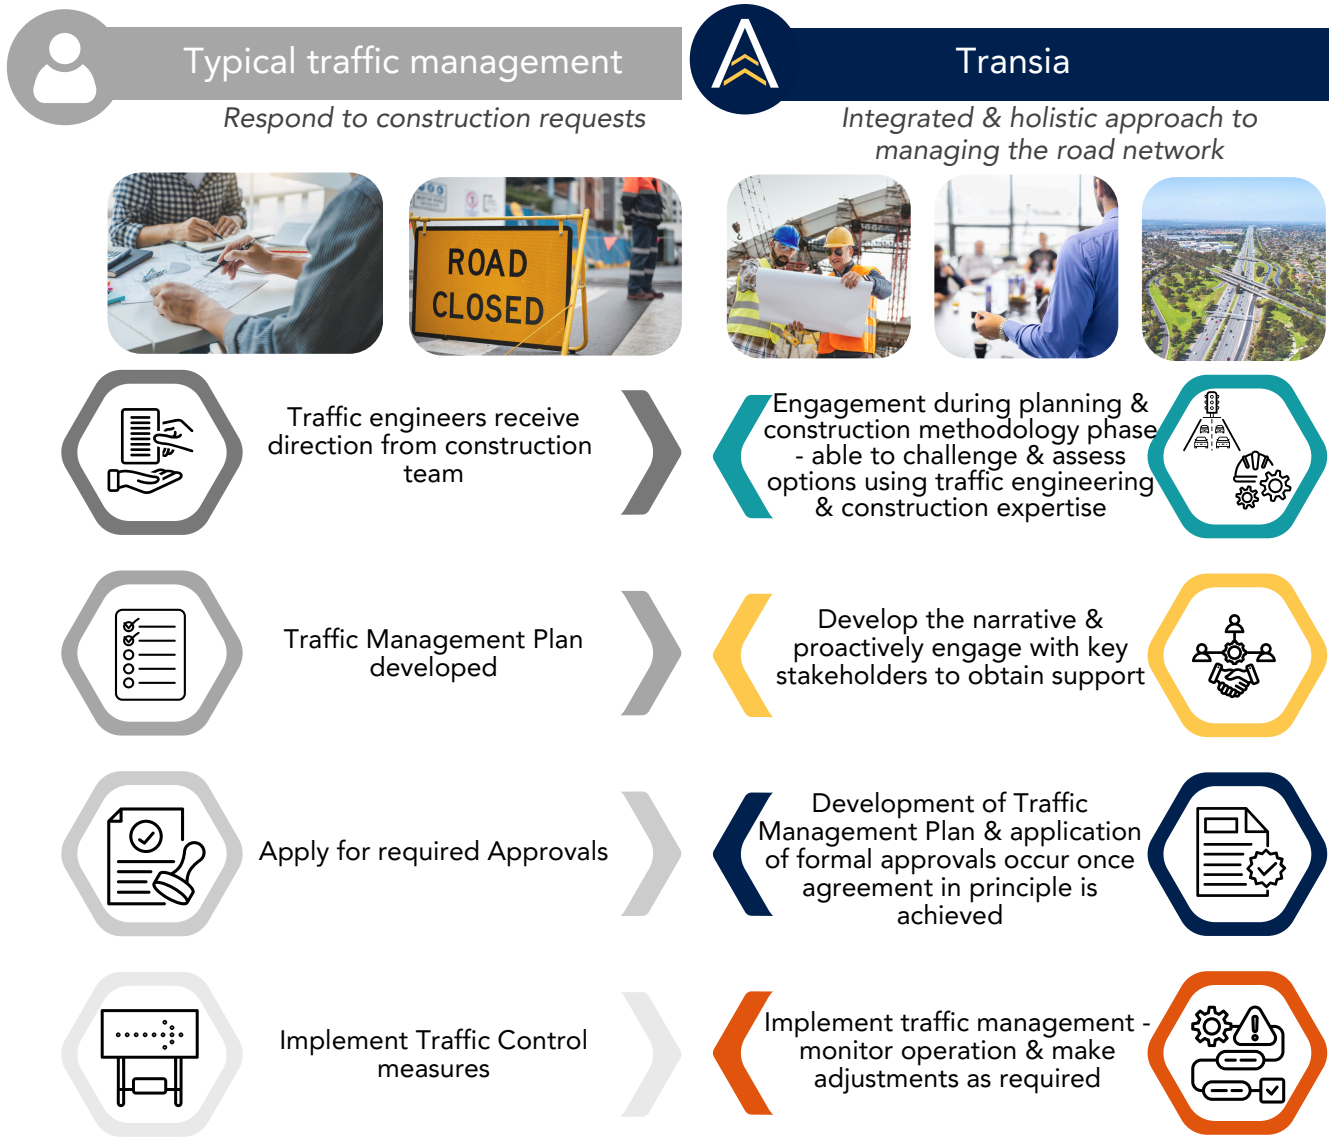 Typical traffic management
Respond to construction requests
ROAD
CLOSED
Traffic engineers receive
direction from construction
team
Traffic Management Plan
developed
Apply for required Approvals
Implement Traffic Control
measures
Transia
Integrated & holistic approach to
managing the road network
Engagement during planning &
construction methodology phase
- able to challenge & assess
options using traffic engineering
& construction expertise
Develop the narrative &
proactively engage with key
stakeholders to obtain support
Development of Traffic
Management Plan & application
of formal approvals occur once
agreement in principle is
achieved
Implement traffic management -
monitor operation & make
adjustments as required